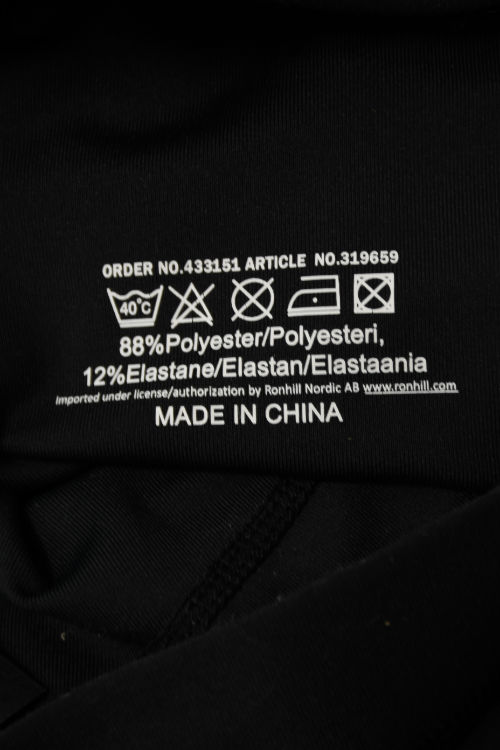 ORDER NO.433151 ARTICLE NO.319659
40°C
88%Polyester/Polyesteri,
12%Elastane/Elastan/Elastaania
Imported under license/authorization by Ronhill Nordic AB www.ronhill.com
MADE IN CHINA